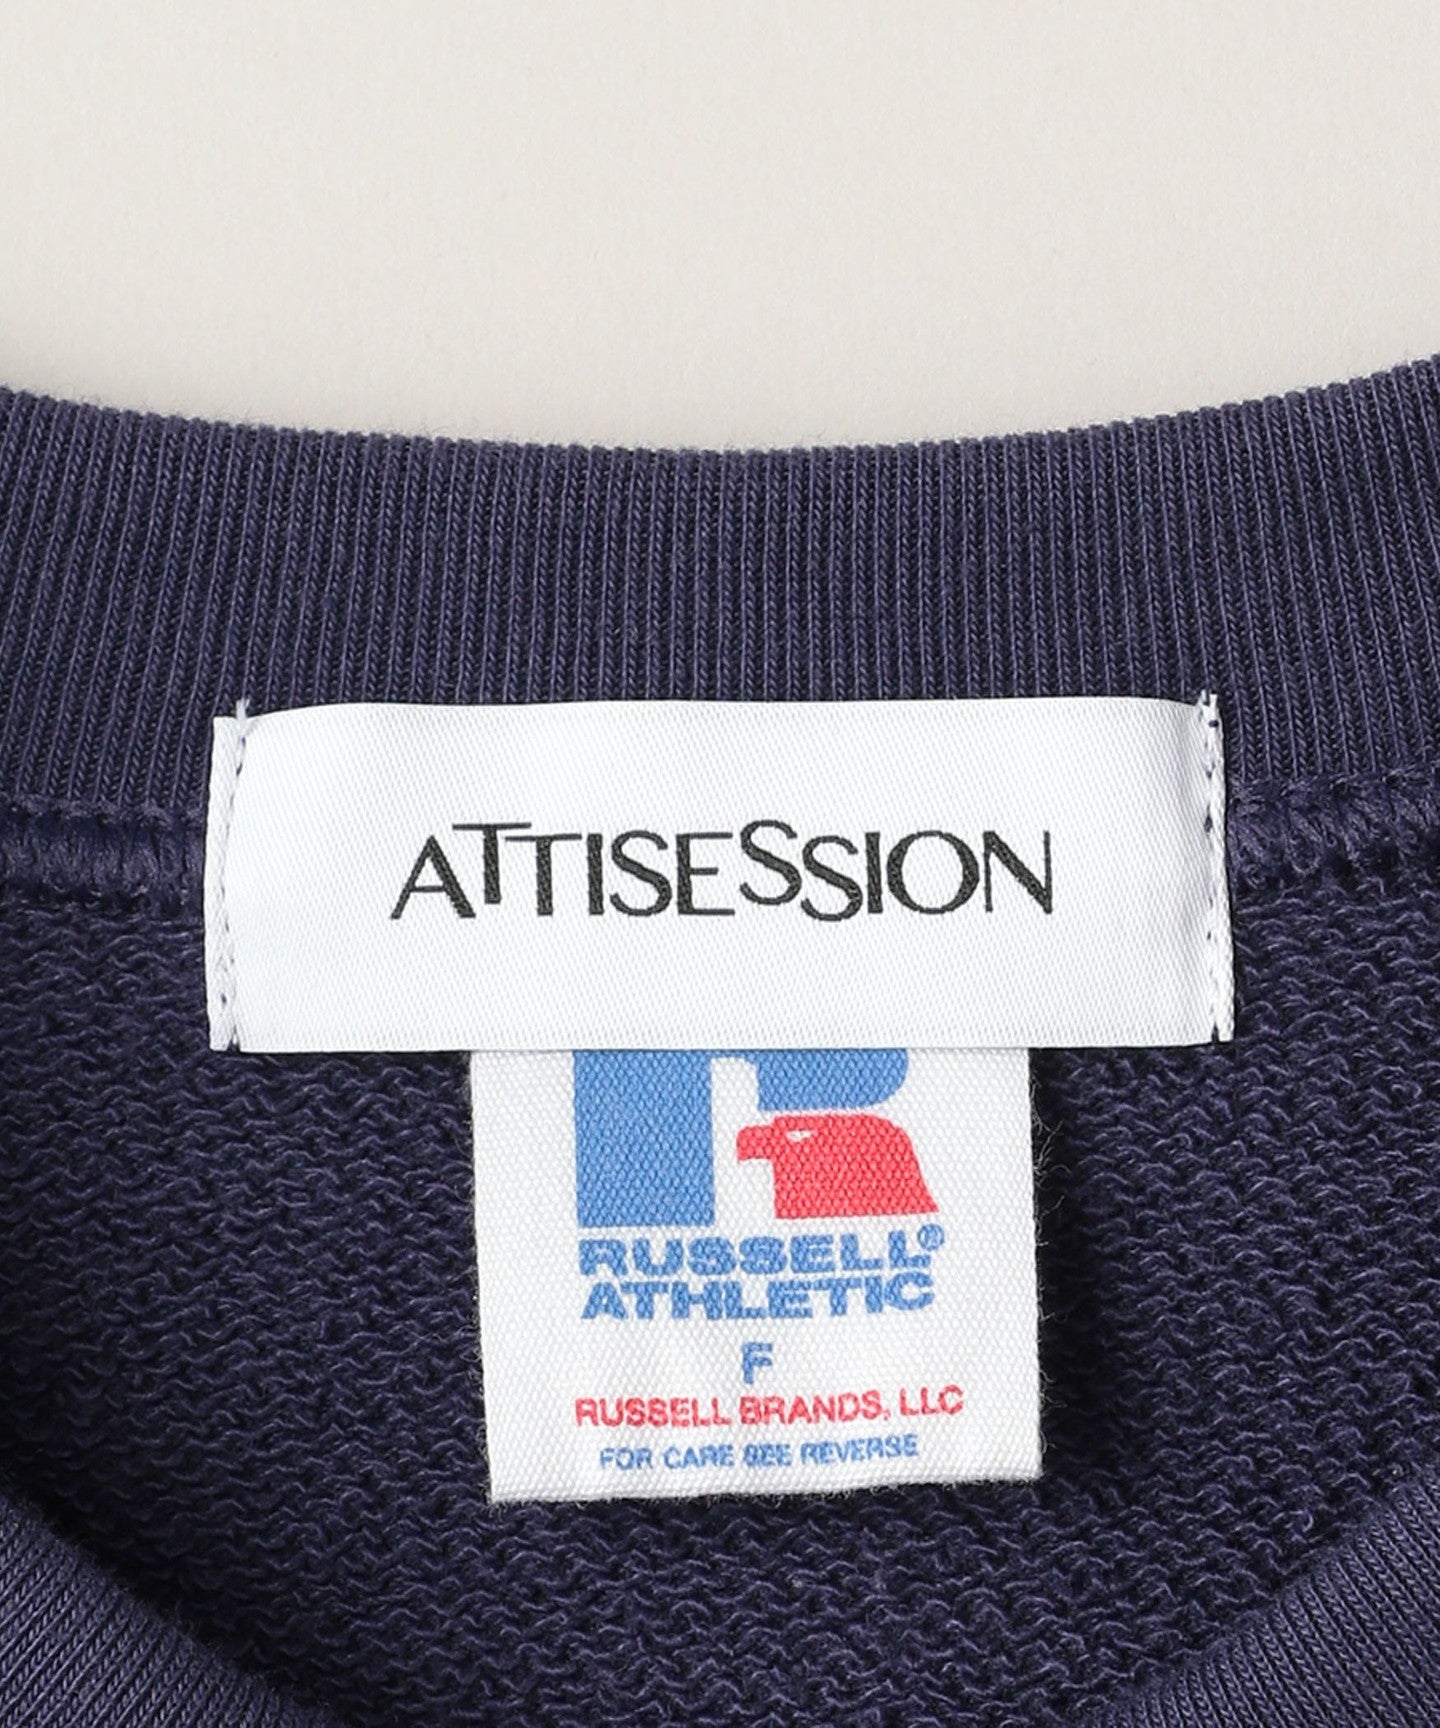 ATTISESSION
RUSSELL®
ATHLETIC
F
RUSSELL BRANDS, LLC
FOR CARE SEE REVERSE